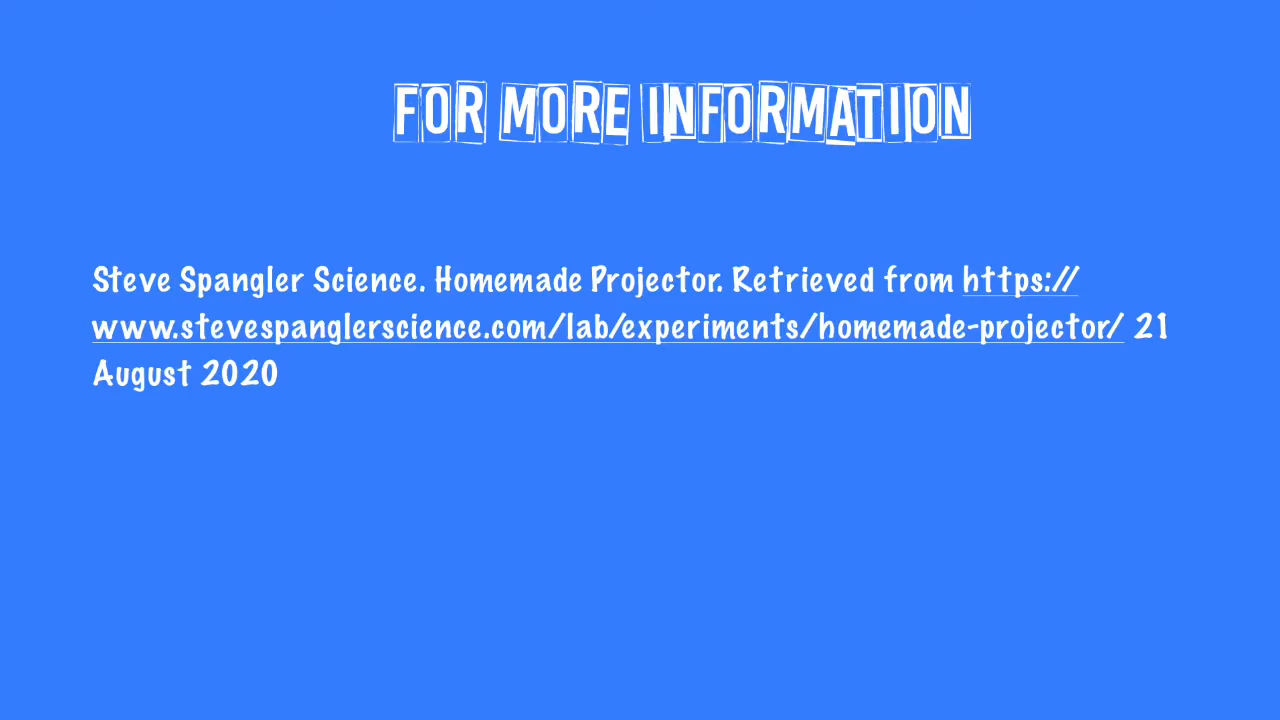 FOR MORE INFORMATION
Steve Spangler Science. Homemade Projector. Retrieved from https://
www.stevespanglerscience.com/lab/experiments/homemade-projector/ 21
August 2020